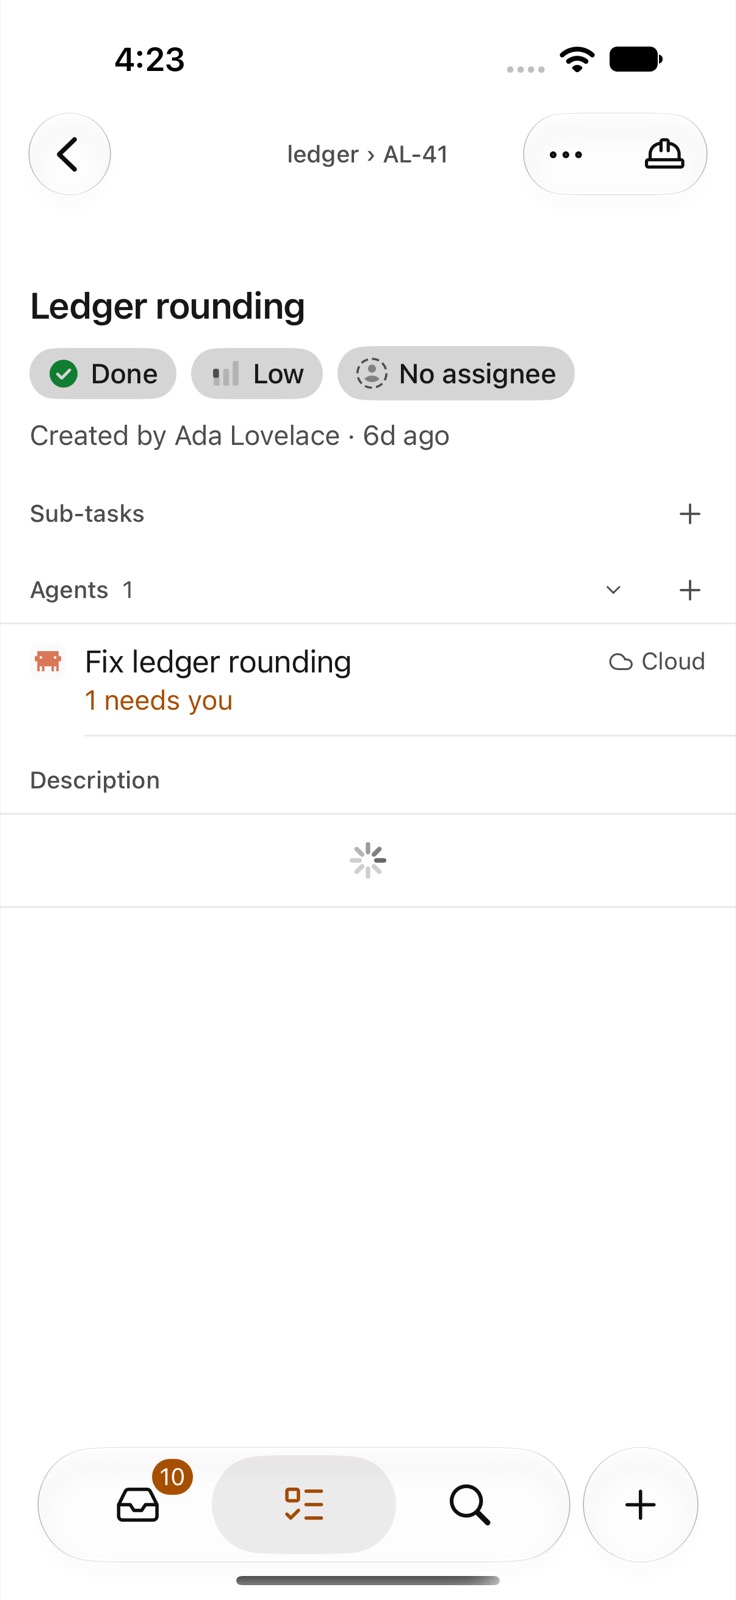 4:23
ledger › AL-41
Ledger rounding
Done
Low
No assignee
Created by Ada Lovelace · 6d ago
Sub-tasks
Agents 1
Fix ledger rounding
Cloud
1 needs you
Description
10